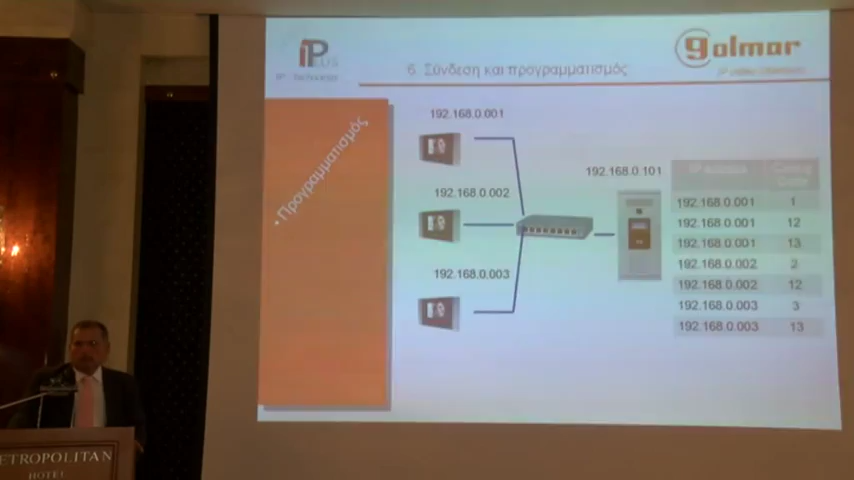 iPLUS
golmar
6. Σύνδεση και προγραμματισμός
• Προγραμματισμός
192.168.0.001
192.168.0.002
192.168.0.003
192.168.0.101
192.168.0.001 1
192.168.0.001 12
192.168.0.001 13
192.168.0.002 2
192.168.0.002 12
192.168.0.003 3
192.168.0.003 13
ETROPOLITAN
HOTEL